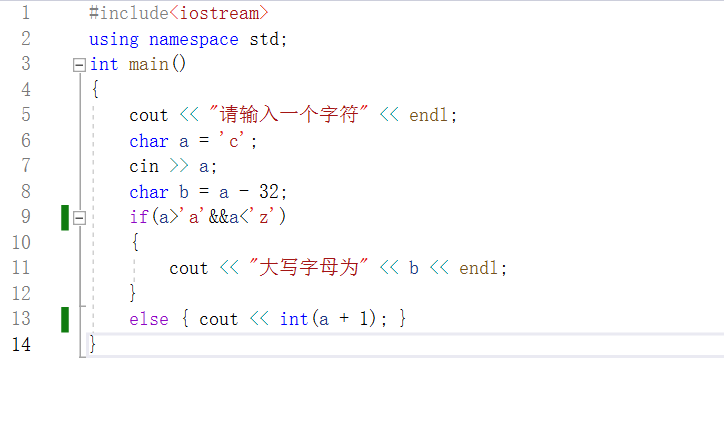 1 #include<iostream>
2 using namespace std;
3 int main()
4 {
5 cout << "请输入一个字符" << endl;
6 char a = 'c';
7 cin >> a;
8 char b = a - 32;
9 if(a>'a'&&a<'z')
10 {
11 cout << "大写字母为" << b << endl;
12 }
13 else { cout << int(a + 1); }
14 }